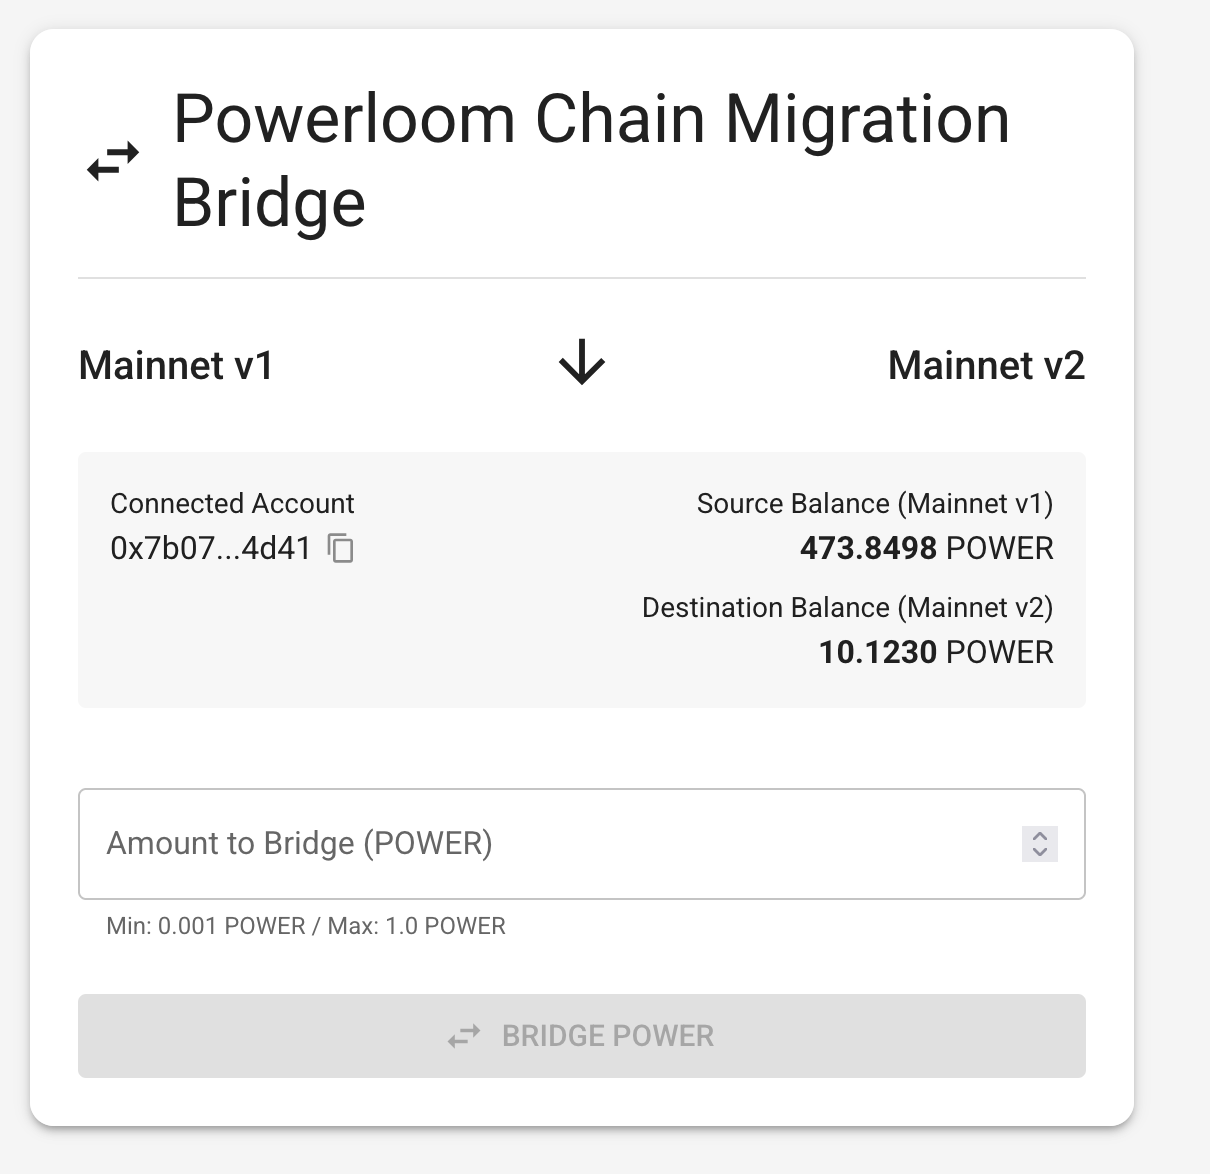 Powerloom Chain Migration
Bridge
Mainnet v1
Mainnet v2
Connected Account
0x7b07...4d41
Source Balance (Mainnet v1)
473.8498 POWER
Destination Balance (Mainnet v2)
10.1230 POWER
Amount to Bridge (POWER)
Min: 0.001 POWER / Max: 1.0 POWER
BRIDGE POWER